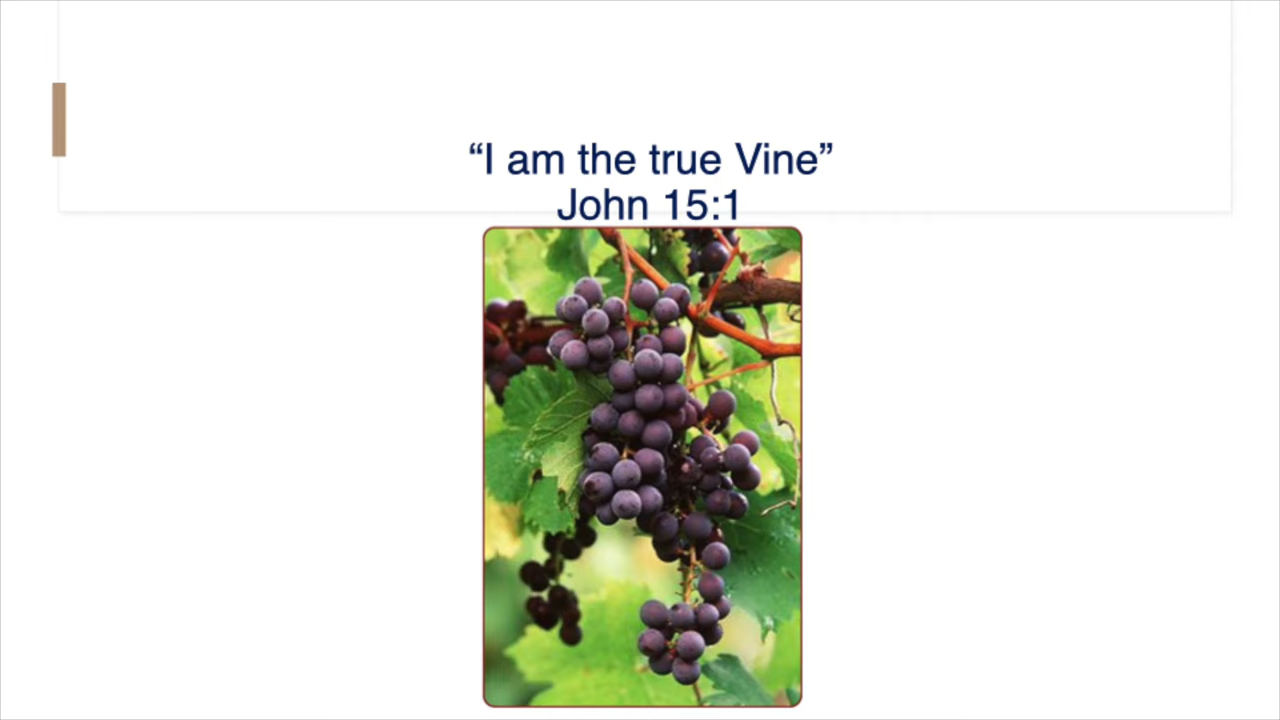 “I am the true Vine”
John 15:1